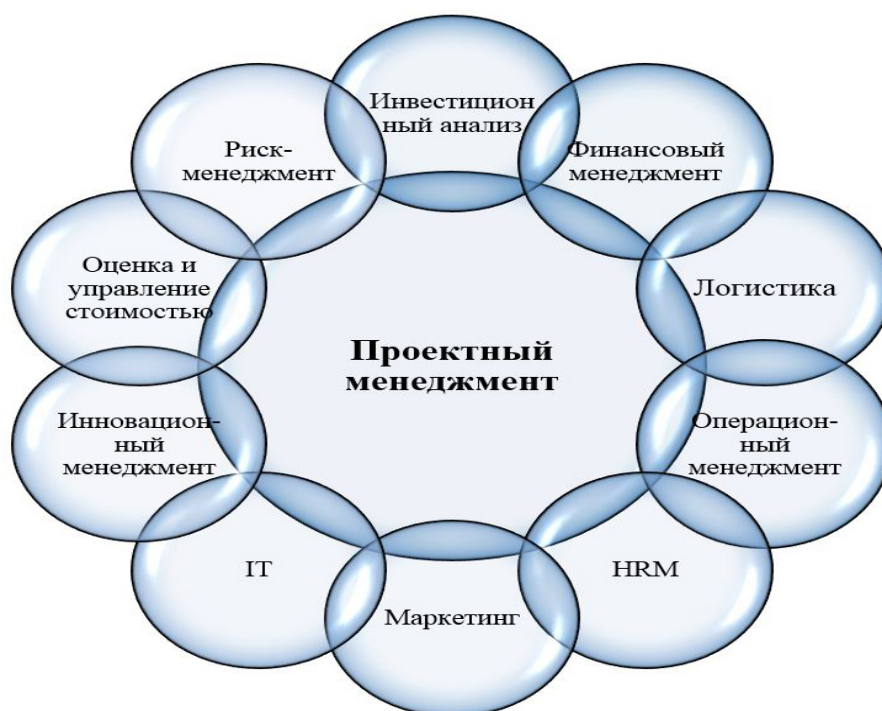 Инвестицион
ный анализ
Финансовый
менеджмент
Логистика
Операцион-
ный
менеджмент
HRM
Маркетинг
IT
Инновацион-
ный
менеджмент
Оценка и
управление
стоимостью
Риск-
менеджмент
Проектный
менеджмент